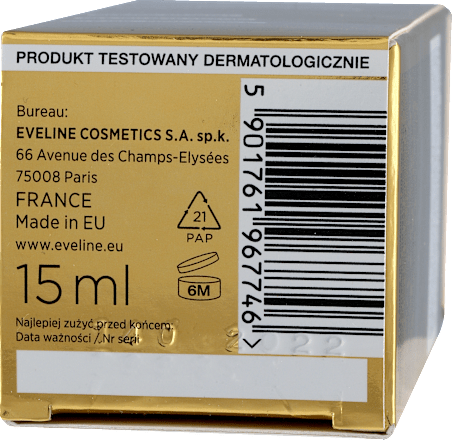 PRODUKT TESTOWANY DERMATOLOGICZNIE
Bureau:
EVELINE COSMETICS S.A. sp.k.
66 Avenue des Champs-Elysées
75008 Paris
FRANCE
Made in EU
www.eveline.eu
21
PAP
15 ml
6M
Najlepiej zużyć przed końcem:
Data ważności / Nr serii
2022
5 901761 967746 >